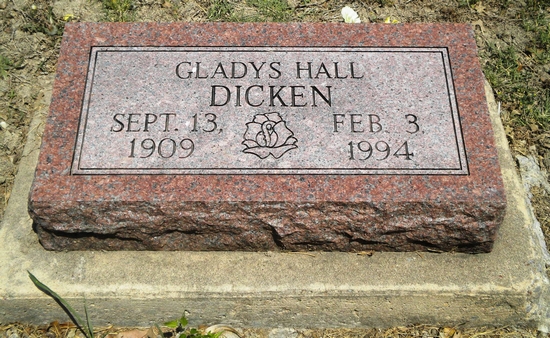 GLADYS HALL
DICKEN
SEPT. 13, FEB. 3,
1909 1994